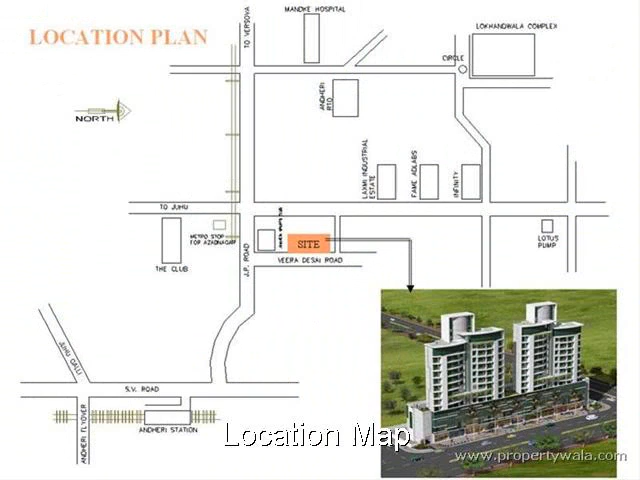 LOCATION PLAN
TO VERSOVA
MANDKE HOSPITAL
LOKHANDWALA COMPLEX
CIRCLE
NORTH
ANDHERI
RTO
LAXMI INDUSTRIAL
ESTATE
FAME ADLABS
INFINITY
TO JUHU
METRO STOP
FOR AZADNAGAR
THE CLUB
J.P. ROAD
SITE
VEERA DESAI ROAD
LOTUS
PUMP
JUHU GALLI
S.V. ROAD
ANDHERI FLYOVER
ANDHERI STATION
Location Map
www.propertywala.com